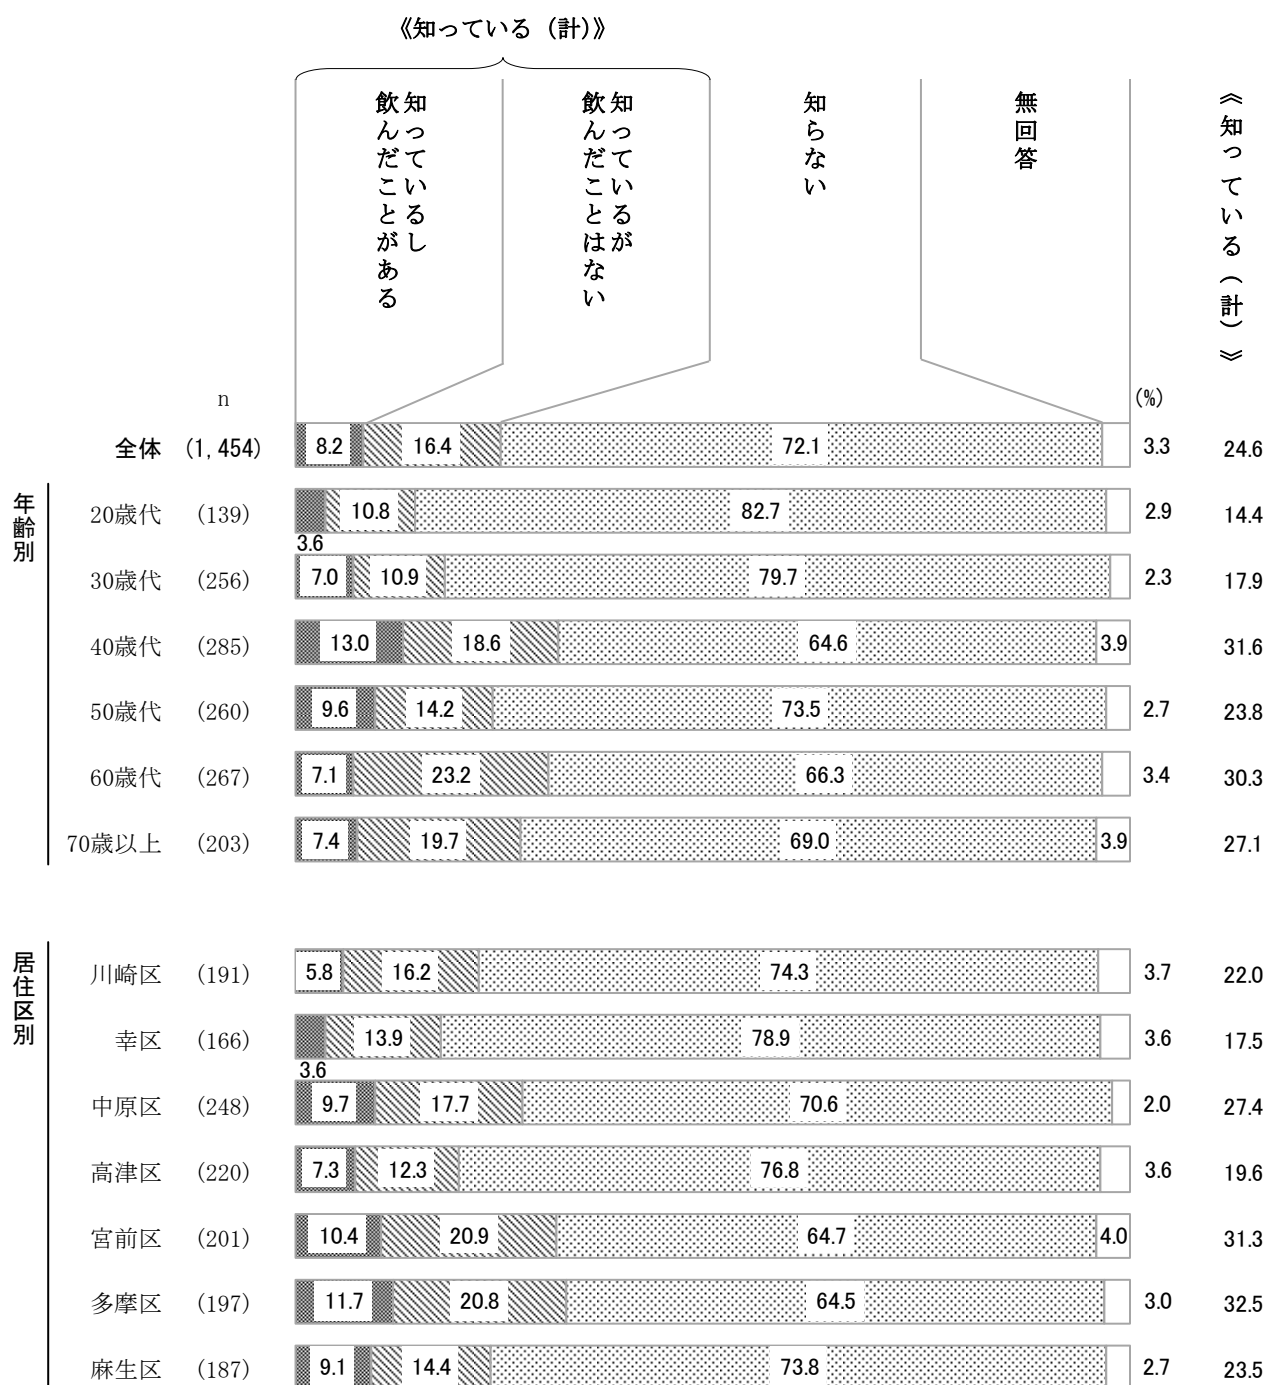 《知っている（計）》
知っているし
飲んだことがある
知っているが
飲んだことはない
知らない
無回答
《知っている（計）》
n
(%)
全体 (1,454) 8.2 16.4 72.1 3.3 24.6
年齢別
20歳代 (139) 3.6 10.8 82.7 2.9 14.4
30歳代 (256) 7.0 10.9 79.7 2.3 17.9
40歳代 (285) 13.0 18.6 64.6 3.9 31.6
50歳代 (260) 9.6 14.2 73.5 2.7 23.8
60歳代 (267) 7.1 23.2 66.3 3.4 30.3
70歳以上 (203) 7.4 19.7 69.0 3.9 27.1
居住区別
川崎区 (191) 5.8 16.2 74.3 3.7 22.0
幸区 (166) 3.6 13.9 78.9 3.6 17.5
中原区 (248) 9.7 17.7 70.6 2.0 27.4
高津区 (220) 7.3 12.3 76.8 3.6 19.6
宮前区 (201) 10.4 20.9 64.7 4.0 31.3
多摩区 (197) 11.7 20.8 64.5 3.0 32.5
麻生区 (187) 9.1 14.4 73.8 2.7 23.5